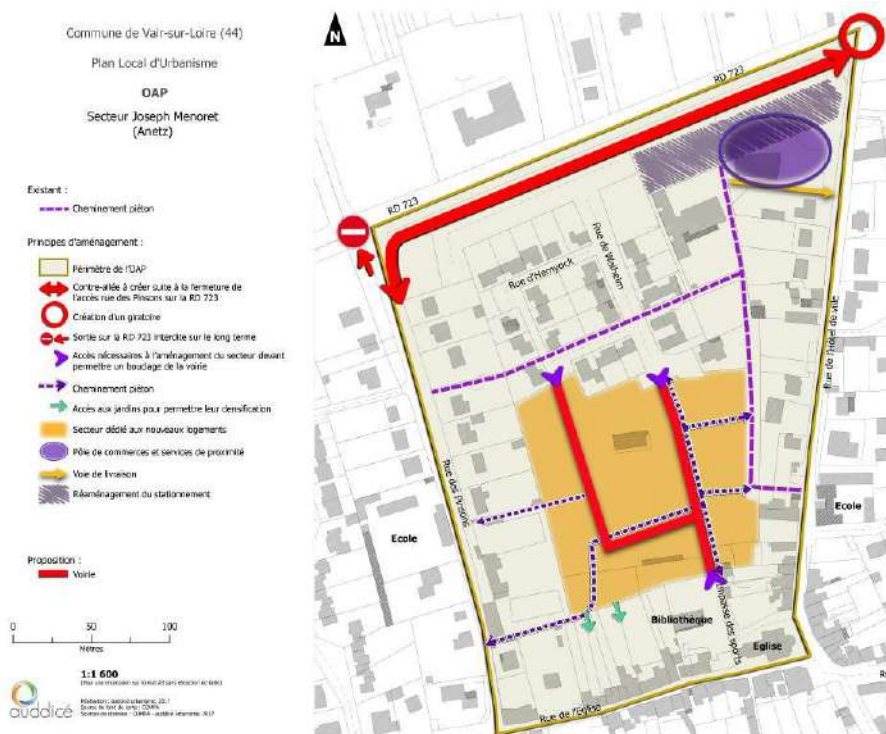 Commune de Vair-sur-Loire (44)
Plan Local d'Urbanisme
OAP
Secteur Joseph Menoret
(Anetz)
Existant :
Cheminement piéton
Principes d'aménagement :
Périmètre de l'OAP
Contre-allée à créer suite à la fermeture de
l'accès rue des Pinsons sur la RD 723
Création d'un giratoire
Sortie sur la RD 723 interdite sur le long terme
Accès nécessaires à l'aménagement du secteur devant
permettre un bouclage de la voirie
Cheminement piéton
Accès aux jardins pour permettre leur densification
Secteur dédié aux nouveaux logements
Pôle de commerces et services de proximité
Voie de livraison
Réaménagement du stationnement
Proposition :
Voirie
0 50 100
Mètres
1:1 600
auddicé
N
RD 723
RD 723
Rue d'Hemyock
Rue de Wolheim
Rue de l'Hôtel de ville
Rue des Pinsons
Ecole
Ecole
Bibliothèque
Impasse des sports
Eglise
Rue de l'Eglise